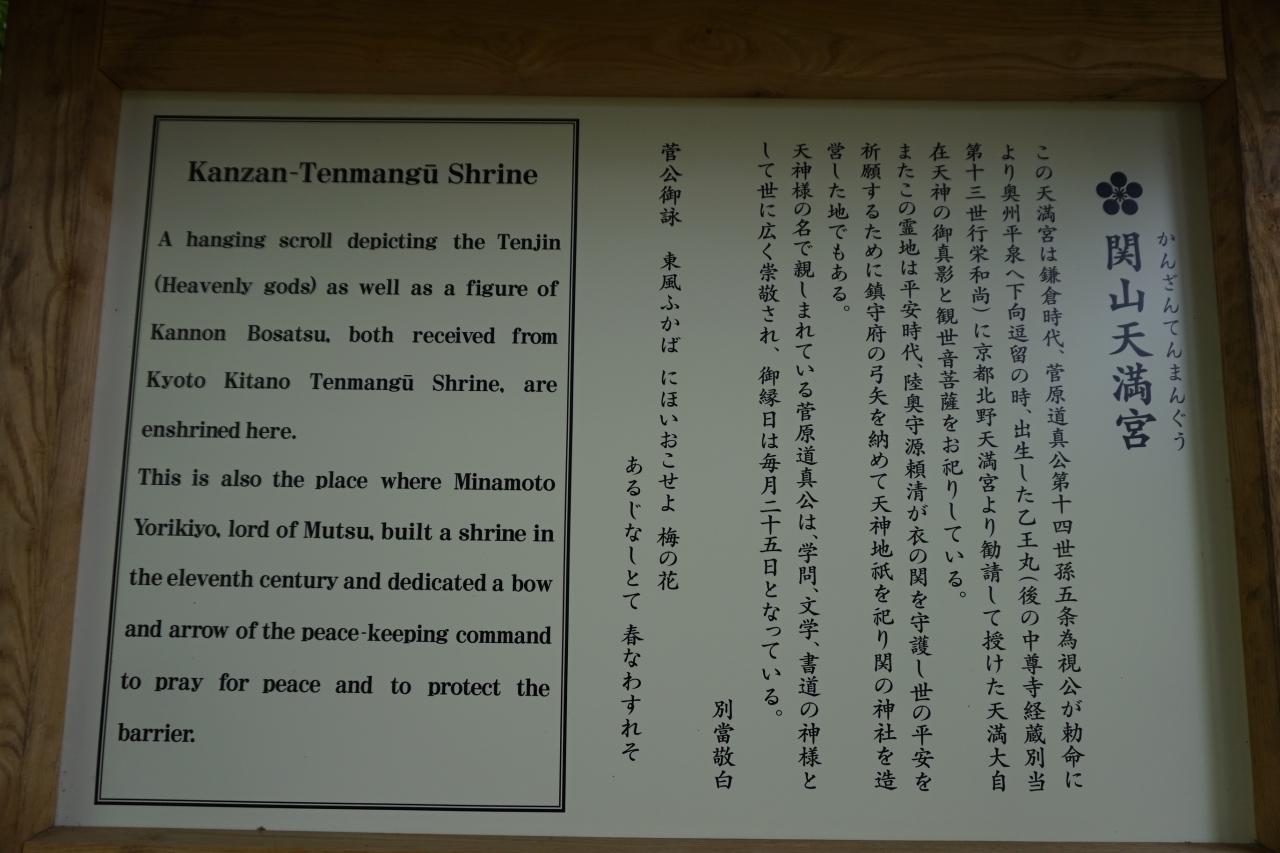 かんざんてんまんぐう
関山天満宮
この天満宮は鎌倉時代、菅原道真公第十四世孫五条為視公が勅命に
より奥州平泉へ下向逗留の時、出生した乙王丸（後の中尊寺経蔵別当
第十三世行栄和尚）に京都北野天満宮より勧請して授けた天満大自
在天神の御真影と観世音菩薩をお祀りしている。
またこの霊地は平安時代、陸奥守源頼清が衣の関を守護し世の平安を
祈願するために鎮守府の弓矢を納めて天神地祇を祀り関の神社を造
営した地でもある。
天神様の名で親しまれている菅原道真公は、学問、文学、書道の神様と
して世に広く崇敬され、御縁日は毎月二十五日となっている。
別當敬白
菅公御詠　東風ふかば にほいおこせよ 梅の花
あるじなしとて 春なわすれそ
Kanzan-Tenmangū Shrine
A hanging scroll depicting the Tenjin
(Heavenly gods) as well as a figure of
Kannon Bosatsu, both received from
Kyoto Kitano Tenmangū Shrine, are
enshrined here.
This is also the place where Minamoto
Yorikiyo, lord of Mutsu, built a shrine in
the eleventh century and dedicated a bow
and arrow of the peace-keeping command
to pray for peace and to protect the
barrier.